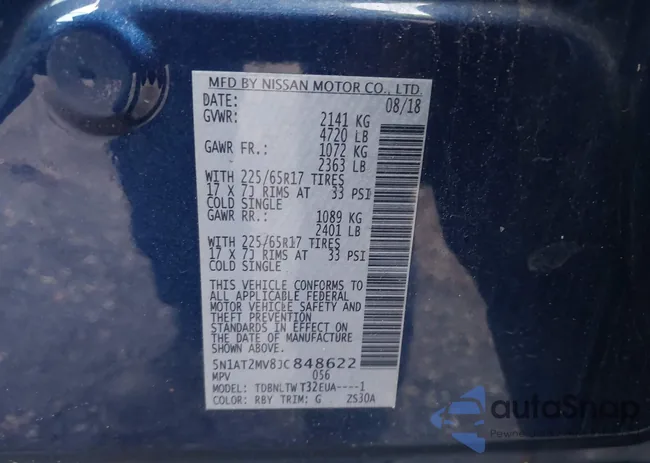 MFD BY NISSAN MOTOR CO., LTD.
DATE: 08/18
GVWR: 2141 KG
4720 LB
GAWR FR.: 1072 KG
2363 LB
WITH 225/65R17 TIRES
17 X 7J RIMS AT 33 PSI
COLD SINGLE
GAWR RR.: 1089 KG
2401 LB
WITH 225/65R17 TIRES
17 X 7J RIMS AT 33 PSI
COLD SINGLE
THIS VEHICLE CONFORMS TO
ALL APPLICABLE FEDERAL
MOTOR VEHICLE SAFETY AND
THEFT PREVENTION
STANDARDS IN EFFECT ON
THE DATE OF MANUFACTURE
SHOWN ABOVE.
5N1AT2MV8JC848622
MPV 056
MODEL: TDBNLTW T32EUA----1
COLOR: RBY TRIM: G ZS30A
autoSnap
Powered